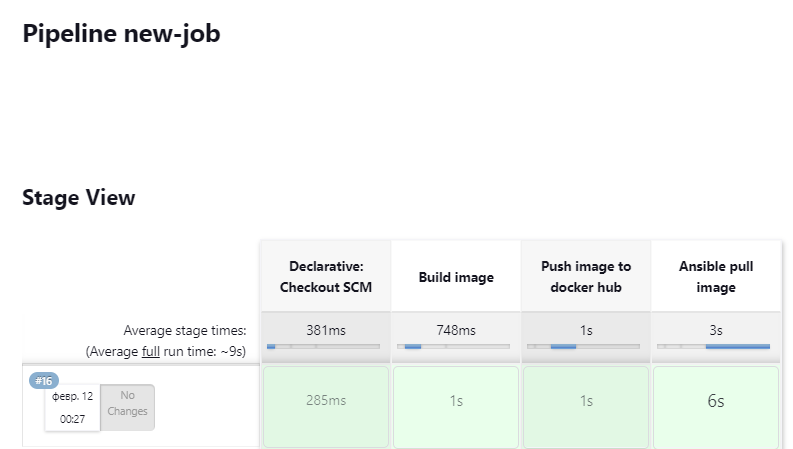 Pipeline new-job
Stage View
Declarative:
Checkout SCM
Build image
Push image to
docker hub
Ansible pull
image
Average stage times:
(Average full run time: ~9s)
381ms
748ms
1s
3s
#16
февр. 12
00:27
No
Changes
285ms
1s
1s
6s